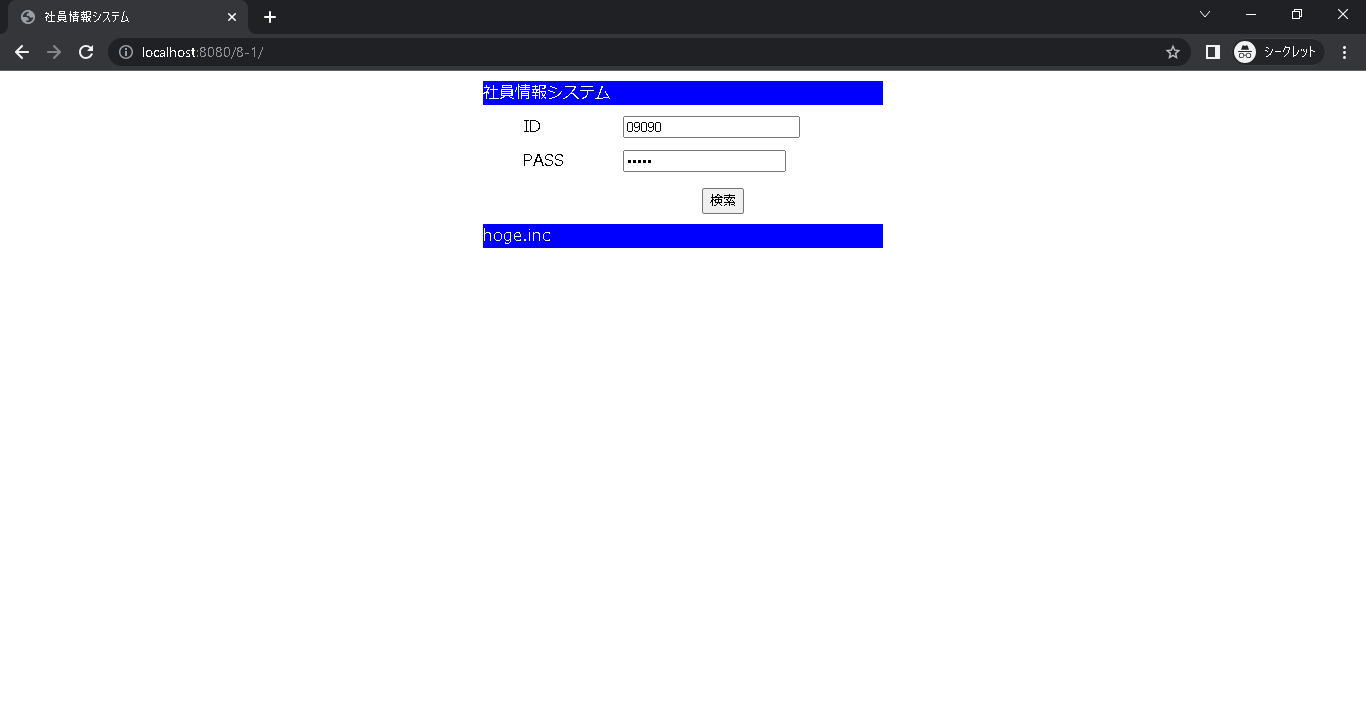 社員情報システム
localhost:8080/8-1/
シークレット
社員情報システム
ID 09090
PASS •••••
検索
hoge.inc